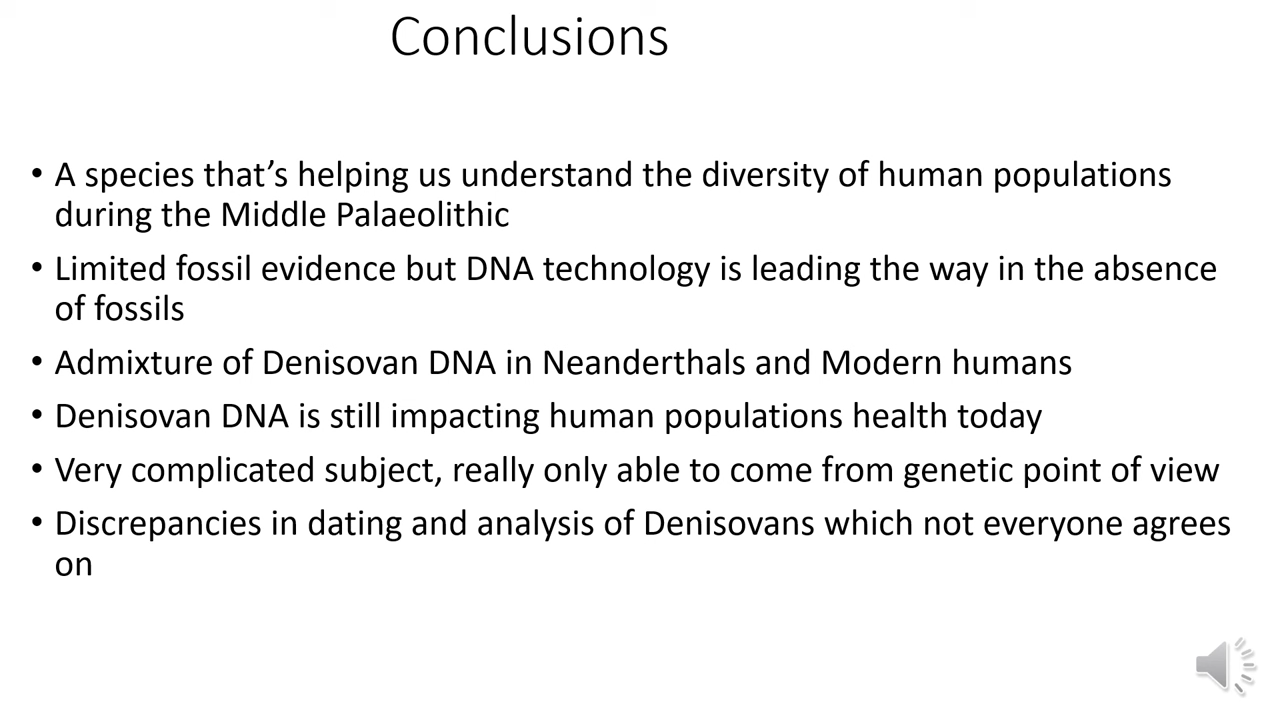 Conclusions
• A species that’s helping us understand the diversity of human populations
during the Middle Palaeolithic
• Limited fossil evidence but DNA technology is leading the way in the absence
of fossils
• Admixture of Denisovan DNA in Neanderthals and Modern humans
• Denisovan DNA is still impacting human populations health today
• Very complicated subject, really only able to come from genetic point of view
• Discrepancies in dating and analysis of Denisovans which not everyone agrees
on